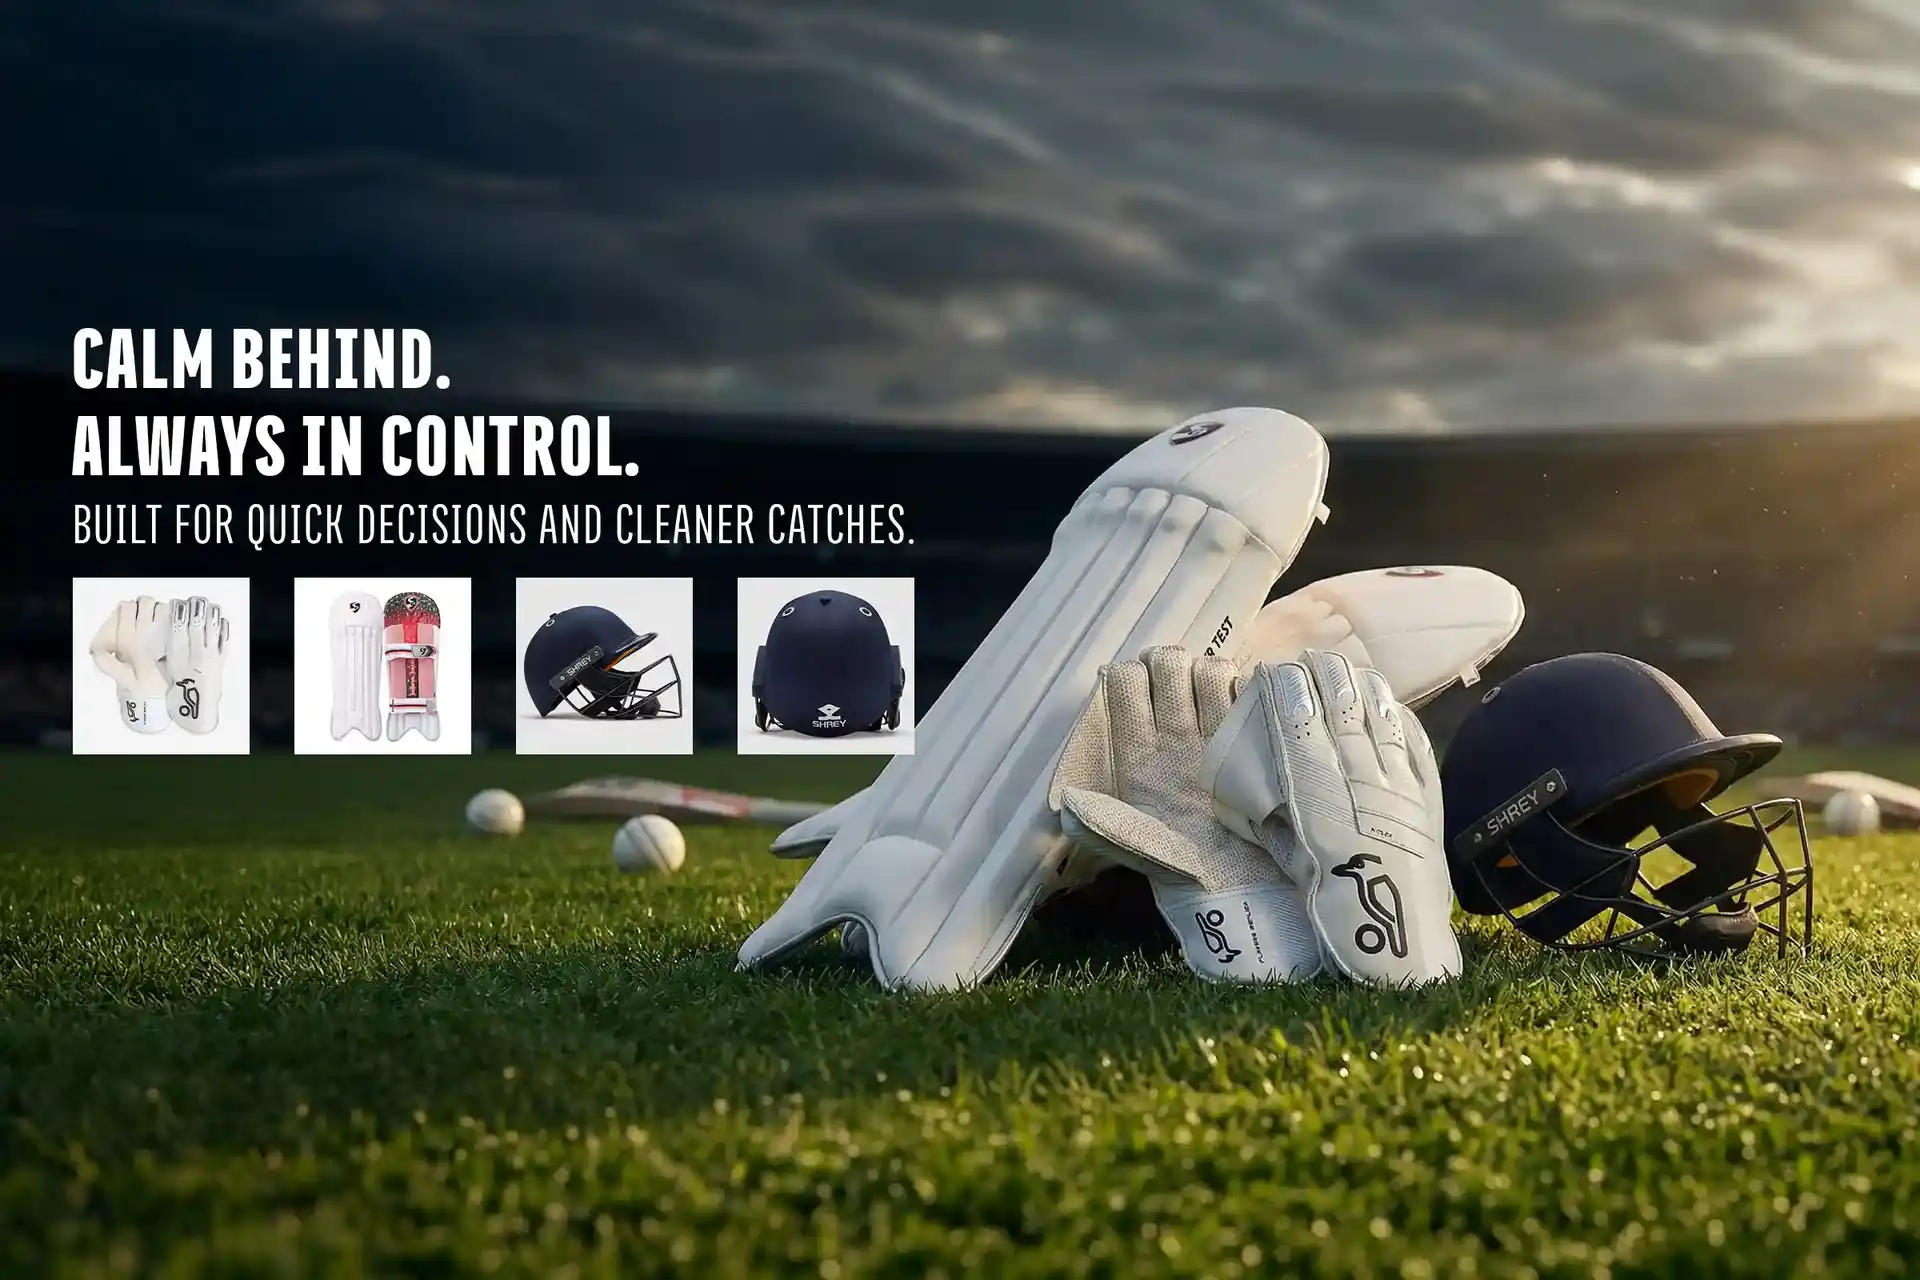 CALM BEHIND.
ALWAYS IN CONTROL.
BUILT FOR QUICK DECISIONS AND CLEANER CATCHES.
SHREY
SHREY
TEST
SHREY